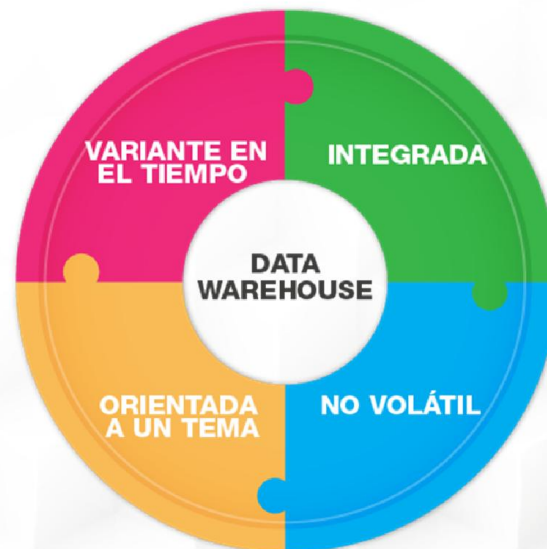 VARIANTE EN
EL TIEMPO
INTEGRADA
DATA
WAREHOUSE
ORIENTADA
A UN TEMA
NO VOLÁTIL